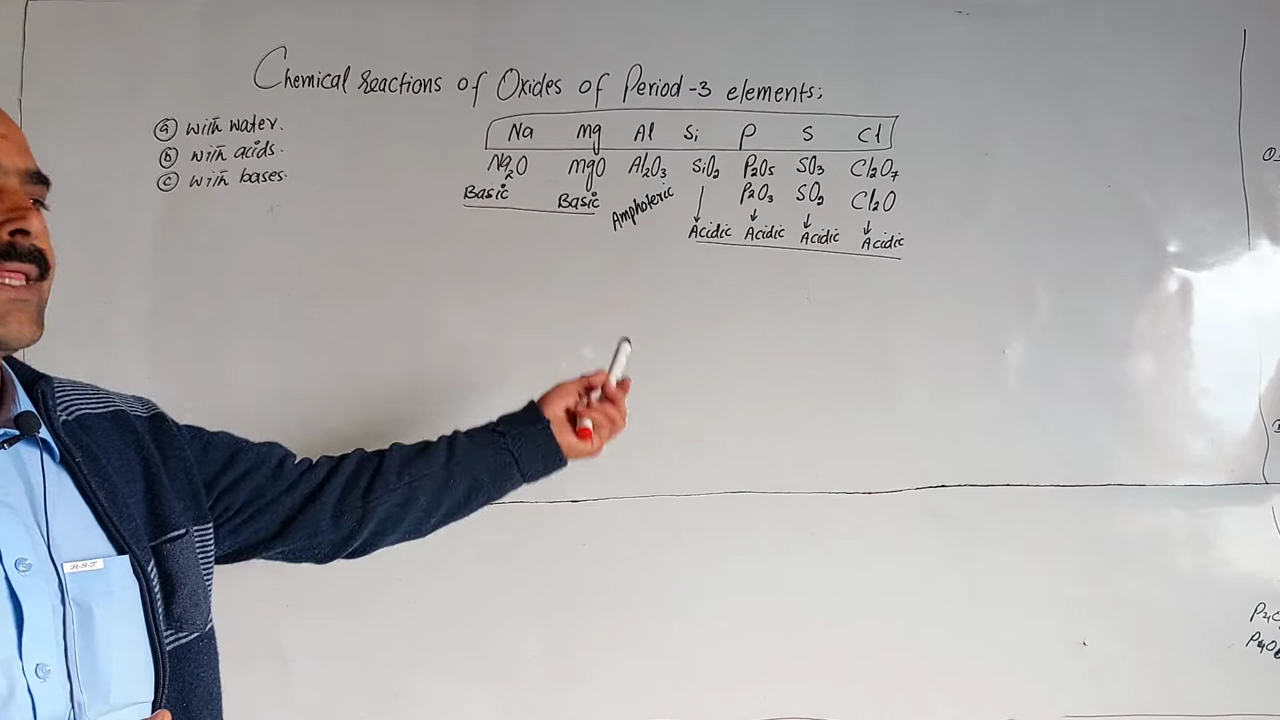 Chemical reactions of Oxides of Period-3 elements;
ⓐ with water.
ⓑ with acids.
ⓒ with bases.
Na Mg Al Si P S Cl
Na₂O MgO Al₂O₃ SiO₂ P₂O₅ SO₃ Cl₂O₇
P₂O₃ SO₂ Cl₂O
Basic Basic Amphoteric
↓ ↓ ↓ ↓
Acidic Acidic Acidic Acidic
A.S.T